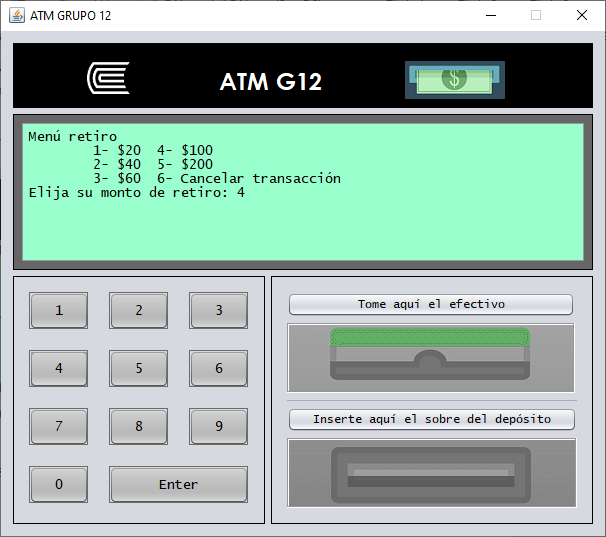 ATM GRUPO 12
ATM G12
$
Menú retiro
1- $20 4- $100
2- $40 5- $200
3- $60 6- Cancelar transacción
Elija su monto de retiro: 4
1 2 3
4 5 6
7 8 9
0 Enter
Tome aquí el efectivo
Inserte aquí el sobre del depósito